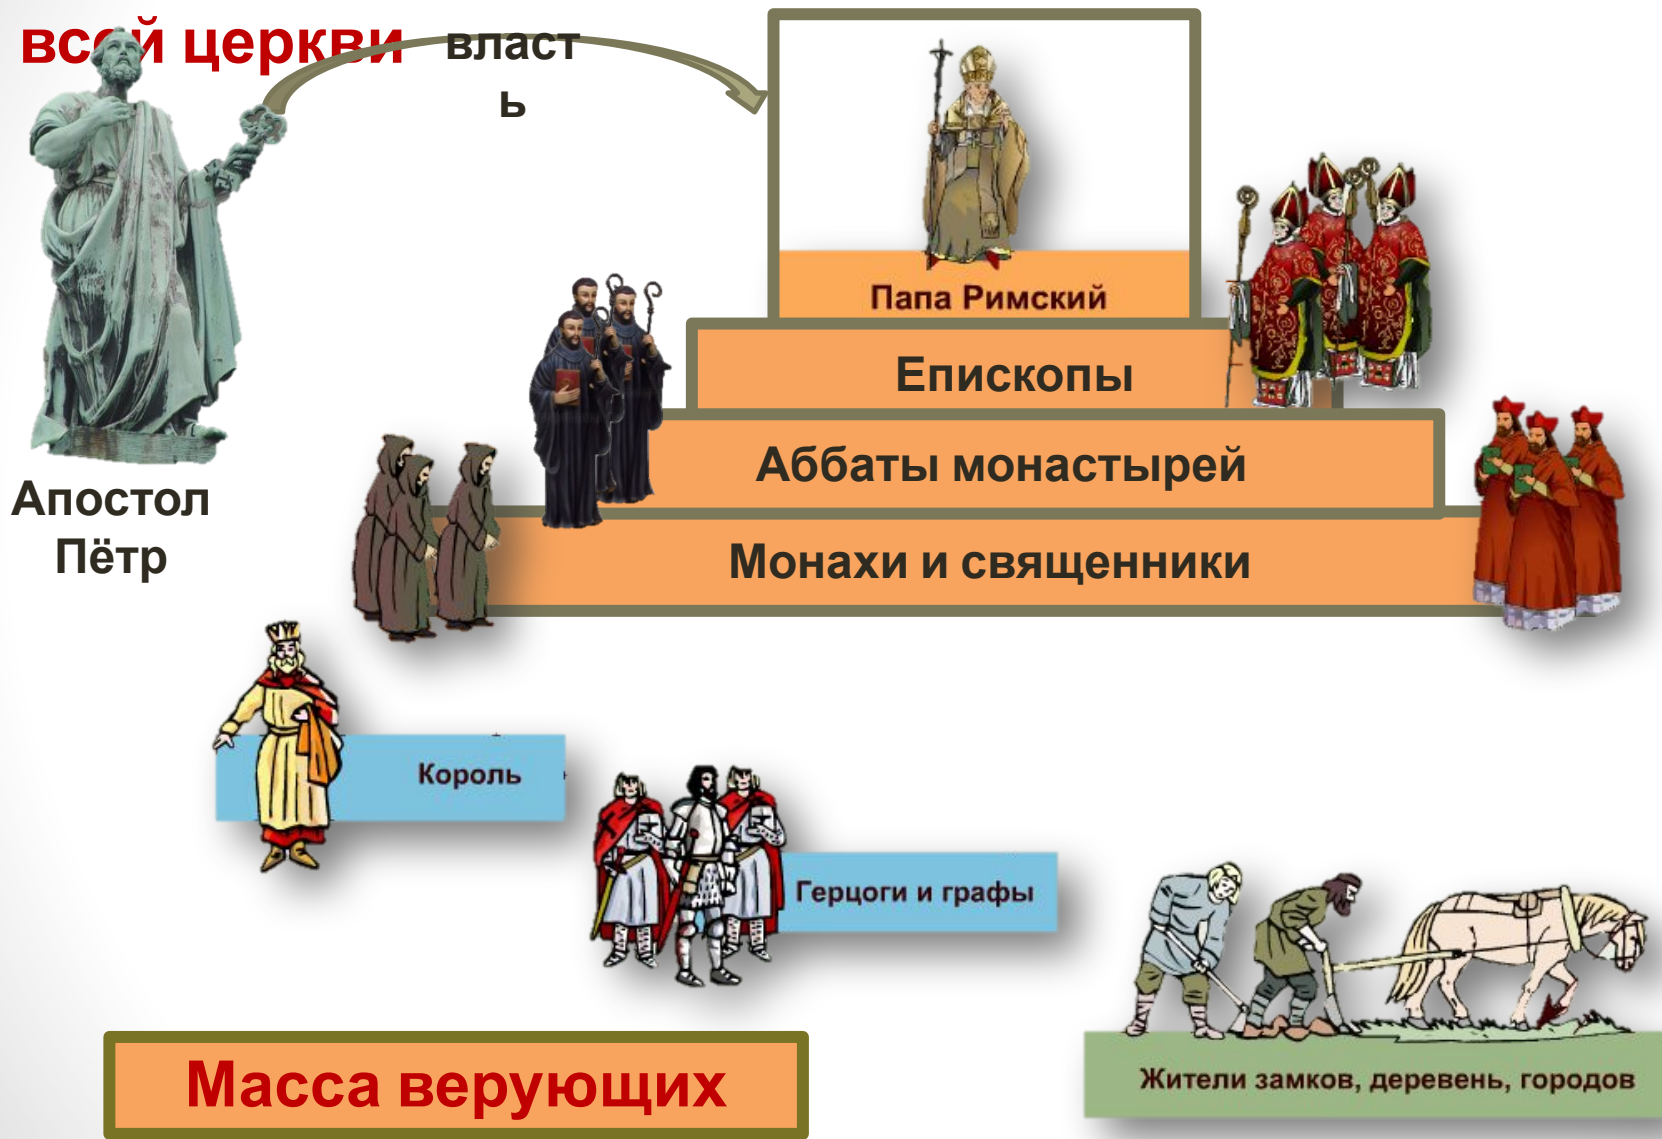 всей церкви
власт
ь
Папа Римский
Епископы
Аббаты монастырей
Монахи и священники
Апостол
Пётр
Король
Герцоги и графы
Масса верующих
Жители замков, деревень, городов